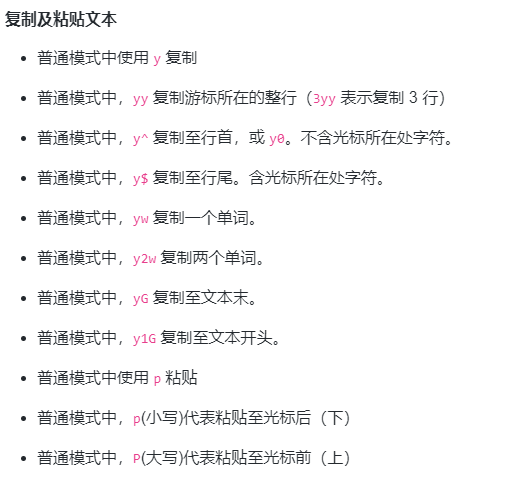 复制及粘贴文本
普通模式中使用 y 复制
普通模式中，yy 复制游标所在的整行（3yy 表示复制 3 行）
普通模式中，y^ 复制至行首，或 y0。不含光标所在处字符。
普通模式中，y$ 复制至行尾。含光标所在处字符。
普通模式中，yw 复制一个单词。
普通模式中，y2w 复制两个单词。
普通模式中，yG 复制至文本末。
普通模式中，y1G 复制至文本开头。
普通模式中使用 p 粘贴
普通模式中，p(小写)代表粘贴至光标后（下）
普通模式中，P(大写)代表粘贴至光标前（上）